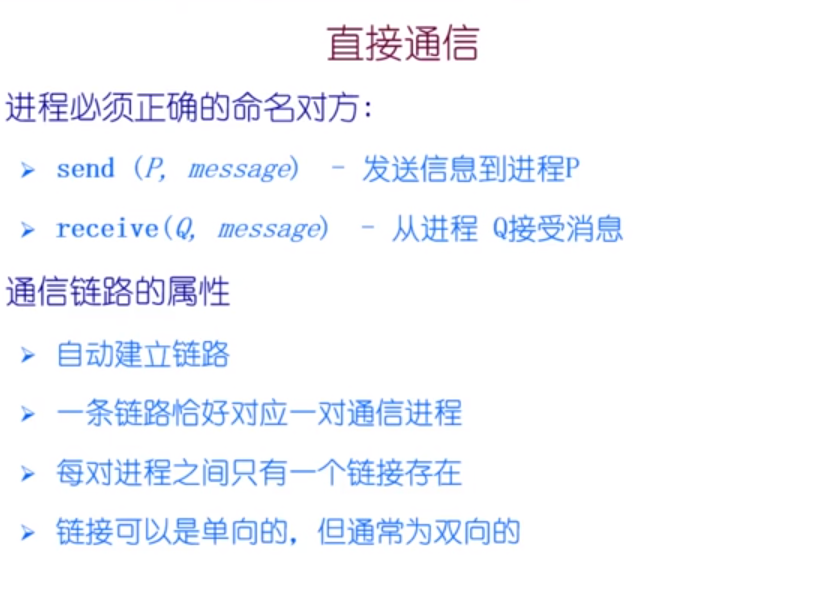 直接通信
进程必须正确的命名对方：
➢ send (P, message) – 发送信息到进程P
➢ receive(Q, message) – 从进程 Q接受消息
通信链路的属性
➢ 自动建立链路
➢ 一条链路恰好对应一对通信进程
➢ 每对进程之间只有一个链接存在
➢ 链接可以是单向的，但通常为双向的